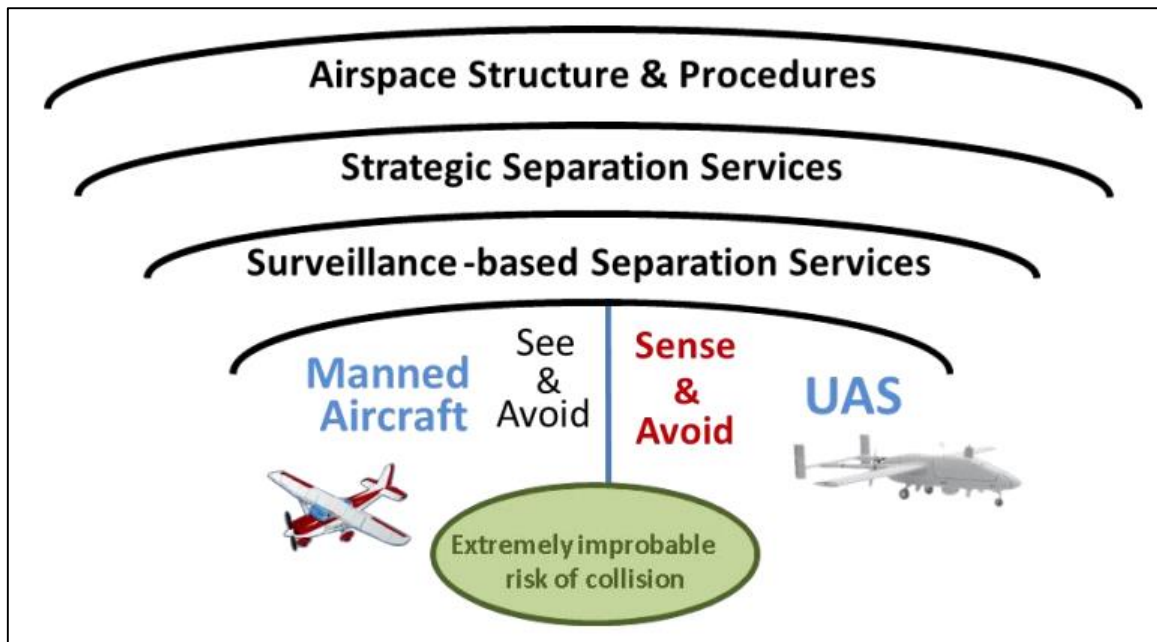 Airspace Structure & Procedures
Strategic Separation Services
Surveillance-based Separation Services
Manned
Aircraft
See
&
Avoid
Sense
&
Avoid
UAS
Extremely improbable
risk of collision